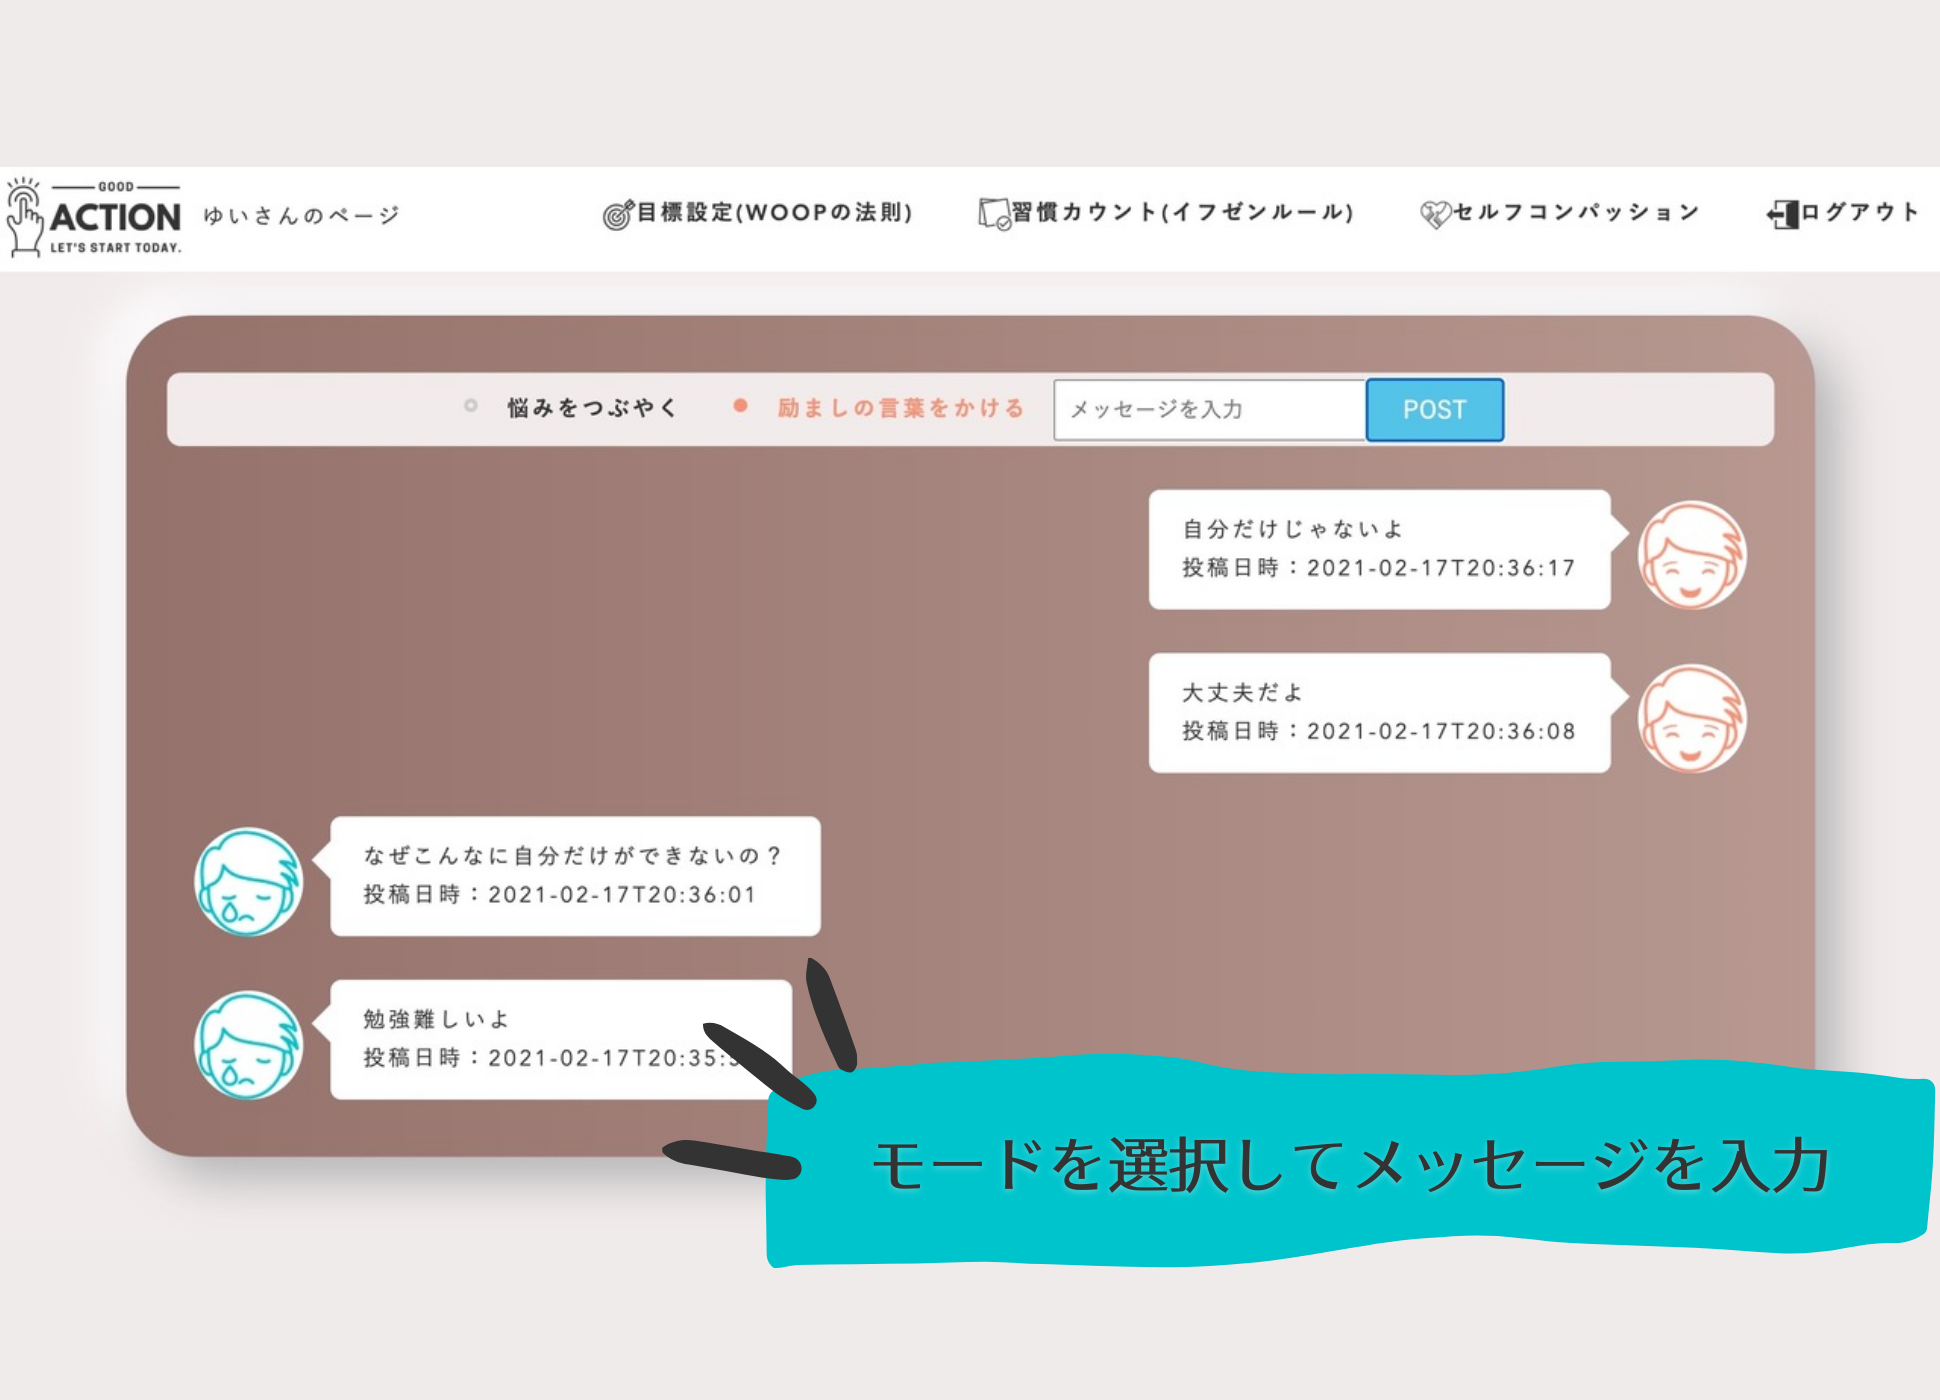 GOOD
ACTION
LET'S START TODAY.
ゆいさんのページ
目標設定(WOOPの法則)
習慣カウント(イフゼンルール)
セルフコンパッション
ログアウト
悩みをつぶやく
励ましの言葉をかける
メッセージを入力
POST
自分だけじゃないよ
投稿日時：2021-02-17T20:36:17
大丈夫だよ
投稿日時：2021-02-17T20:36:08
なぜこんなに自分だけができないの？
投稿日時：2021-02-17T20:36:01
勉強難しいよ
投稿日時：2021-02-17T20:35:
モードを選択してメッセージを入力